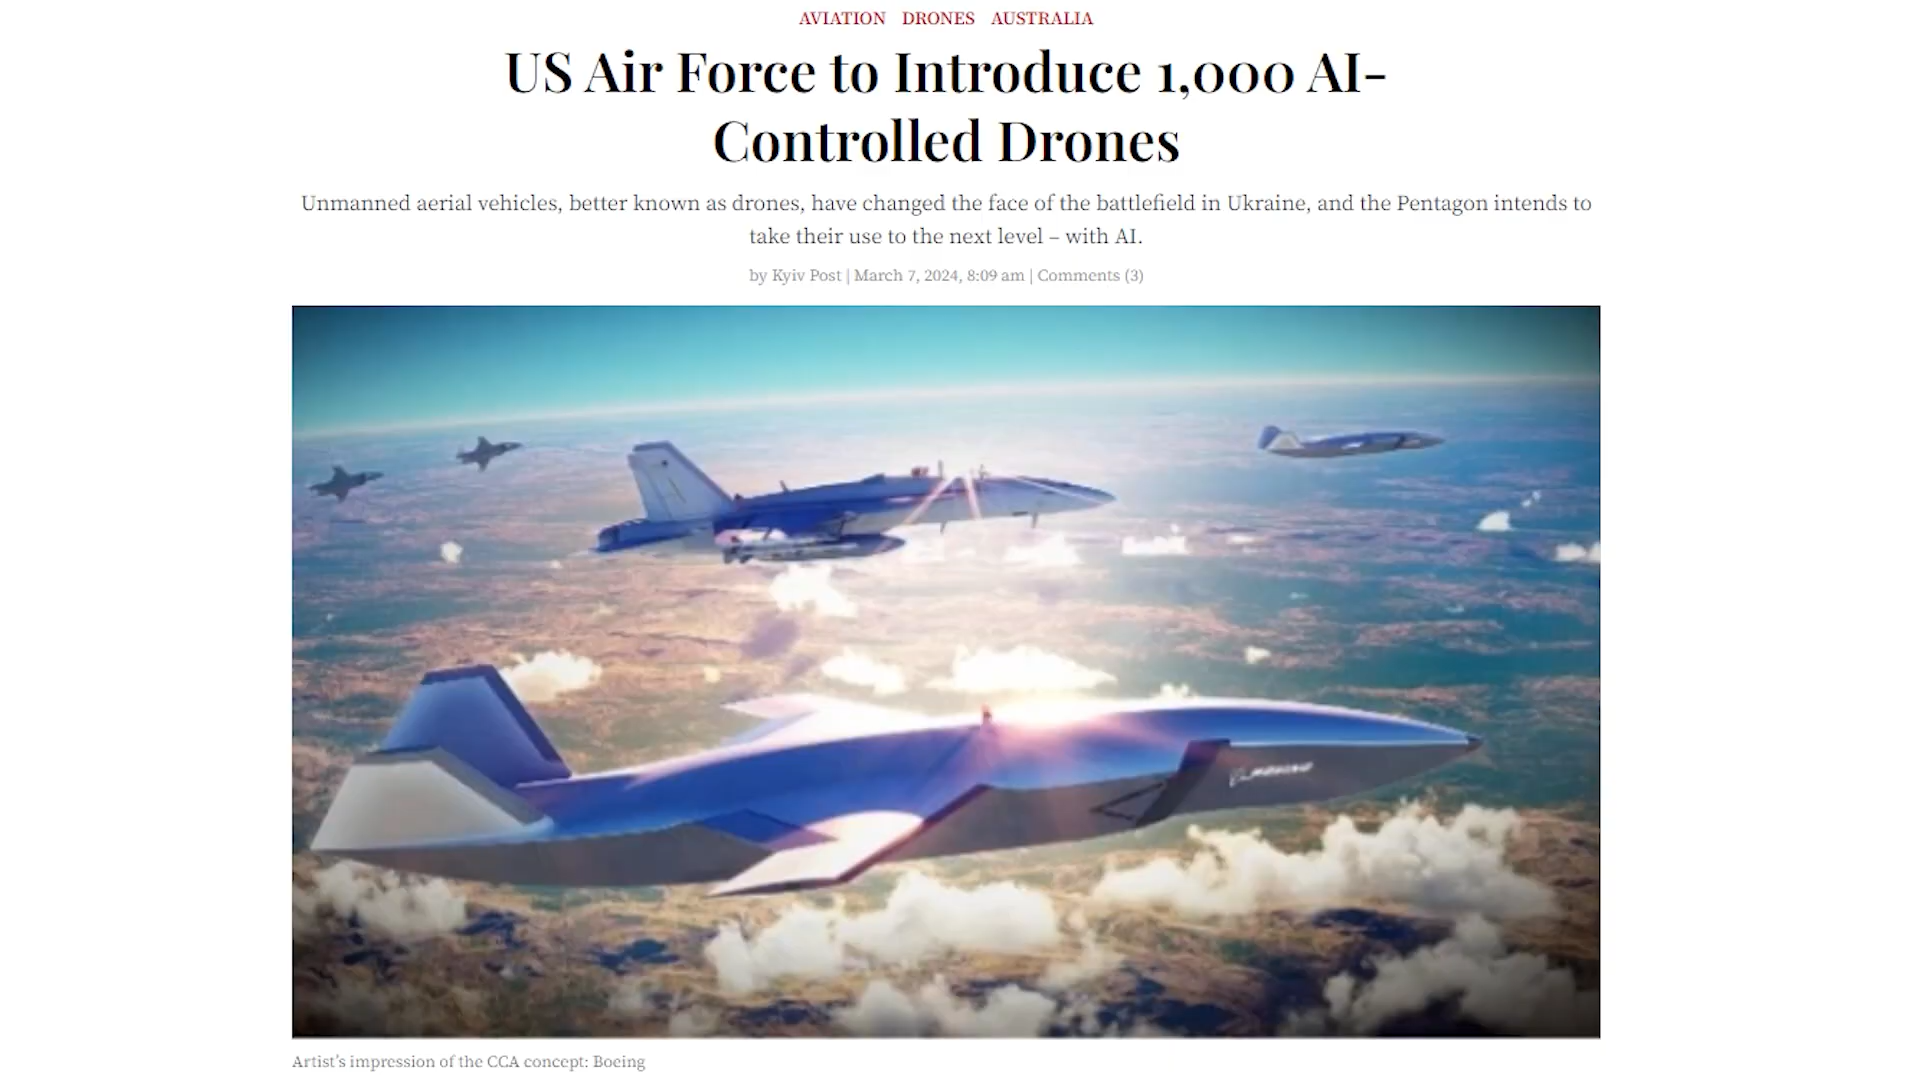 AVIATION DRONES AUSTRALIA
US Air Force to Introduce 1,000 AI-
Controlled Drones
Unmanned aerial vehicles, better known as drones, have changed the face of the battlefield in Ukraine, and the Pentagon intends to
take their use to the next level – with AI.
by Kyiv Post | March 7, 2024, 8:09 am | Comments (3)
BOEING
Artist's impression of the CCA concept: Boeing